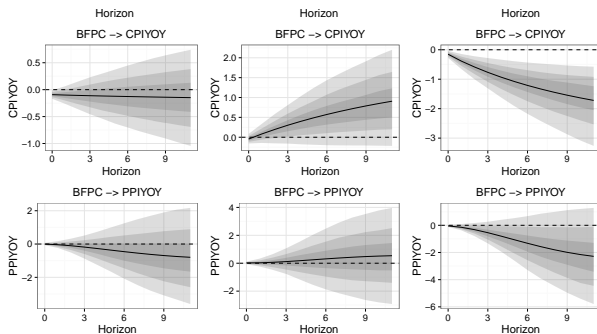 Horizon Horizon Horizon
BFPC −> CPIYOY BFPC −> CPIYOY BFPC −> CPIYOY
CPIYOY
0.5
0.0
−0.5
−1.0
0 3 6 9
Horizon
CPIYOY
2.0
1.5
1.0
0.5
0.0
0 3 6 9
Horizon
CPIYOY
0
−1
−2
−3
0 3 6 9
Horizon
BFPC −> PPIYOY BFPC −> PPIYOY BFPC −> PPIYOY
PPIYOY
2
0
−2
0 3 6 9
Horizon
PPIYOY
4
2
0
−2
0 3 6 9
Horizon
PPIYOY
0
−2
−4
−6
0 3 6 9
Horizon